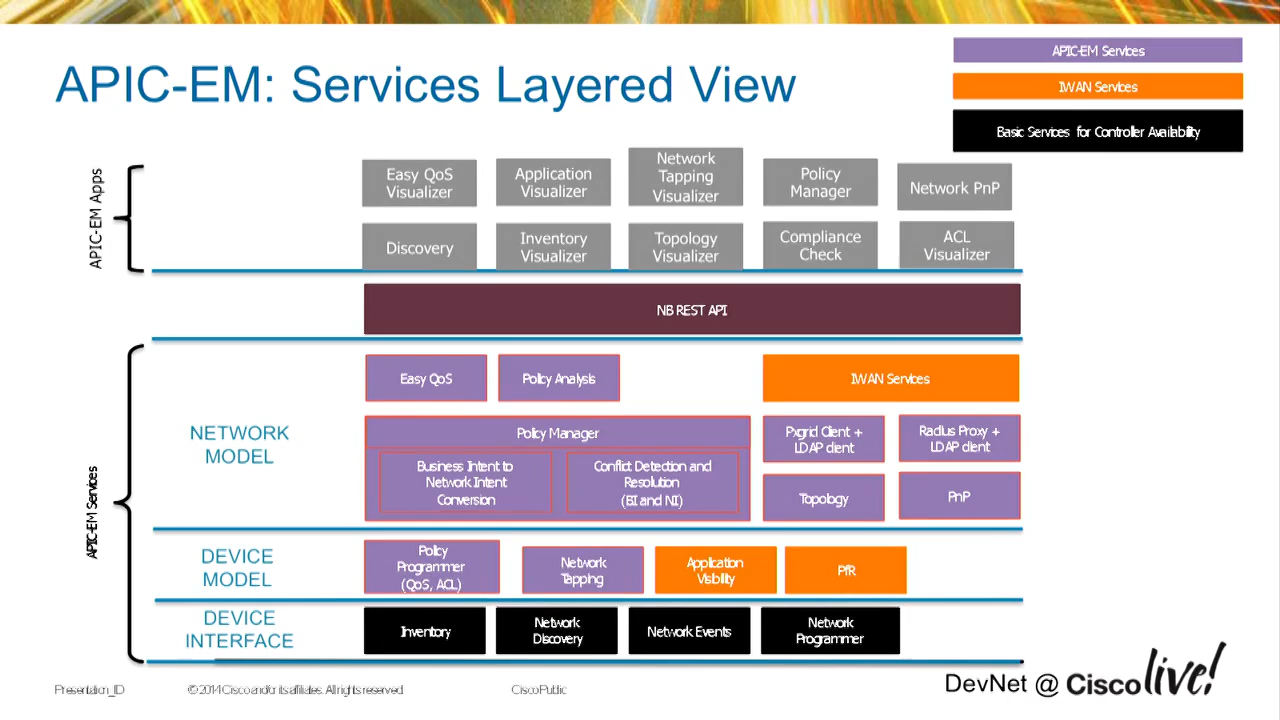 APIC-EM: Services Layered View
APIC-EM Services
IWAN Services
Basic Services for Controller Availability
APIC-EM Apps
Easy QoS
Visualizer
Application
Visualizer
Network
Tapping
Visualizer
Policy
Manager
Network PnP
Discovery
Inventory
Visualizer
Topology
Visualizer
Compliance
Check
ACL
Visualizer
NB REST API
APIC-EM Services
NETWORK
MODEL
Easy QoS
Policy Analysis
IWAN Services
Policy Manager
Business Intent to
Network Intent
Conversion
Conflict Detection and
Resolution
(BI and NI)
Pxgrid Client +
LDAP client
Radius Proxy +
LDAP client
Topology
PnP
DEVICE
MODEL
Policy
Programmer
(QoS, ACL)
Network
Tapping
Application
Visibility
PfR
DEVICE
INTERFACE
Inventory
Network
Discovery
Network Events
Network
Programmer
Presentation_ID
© 2014 Cisco and/or its affiliates. All rights reserved.
Cisco Public
DevNet @ Cisco live!